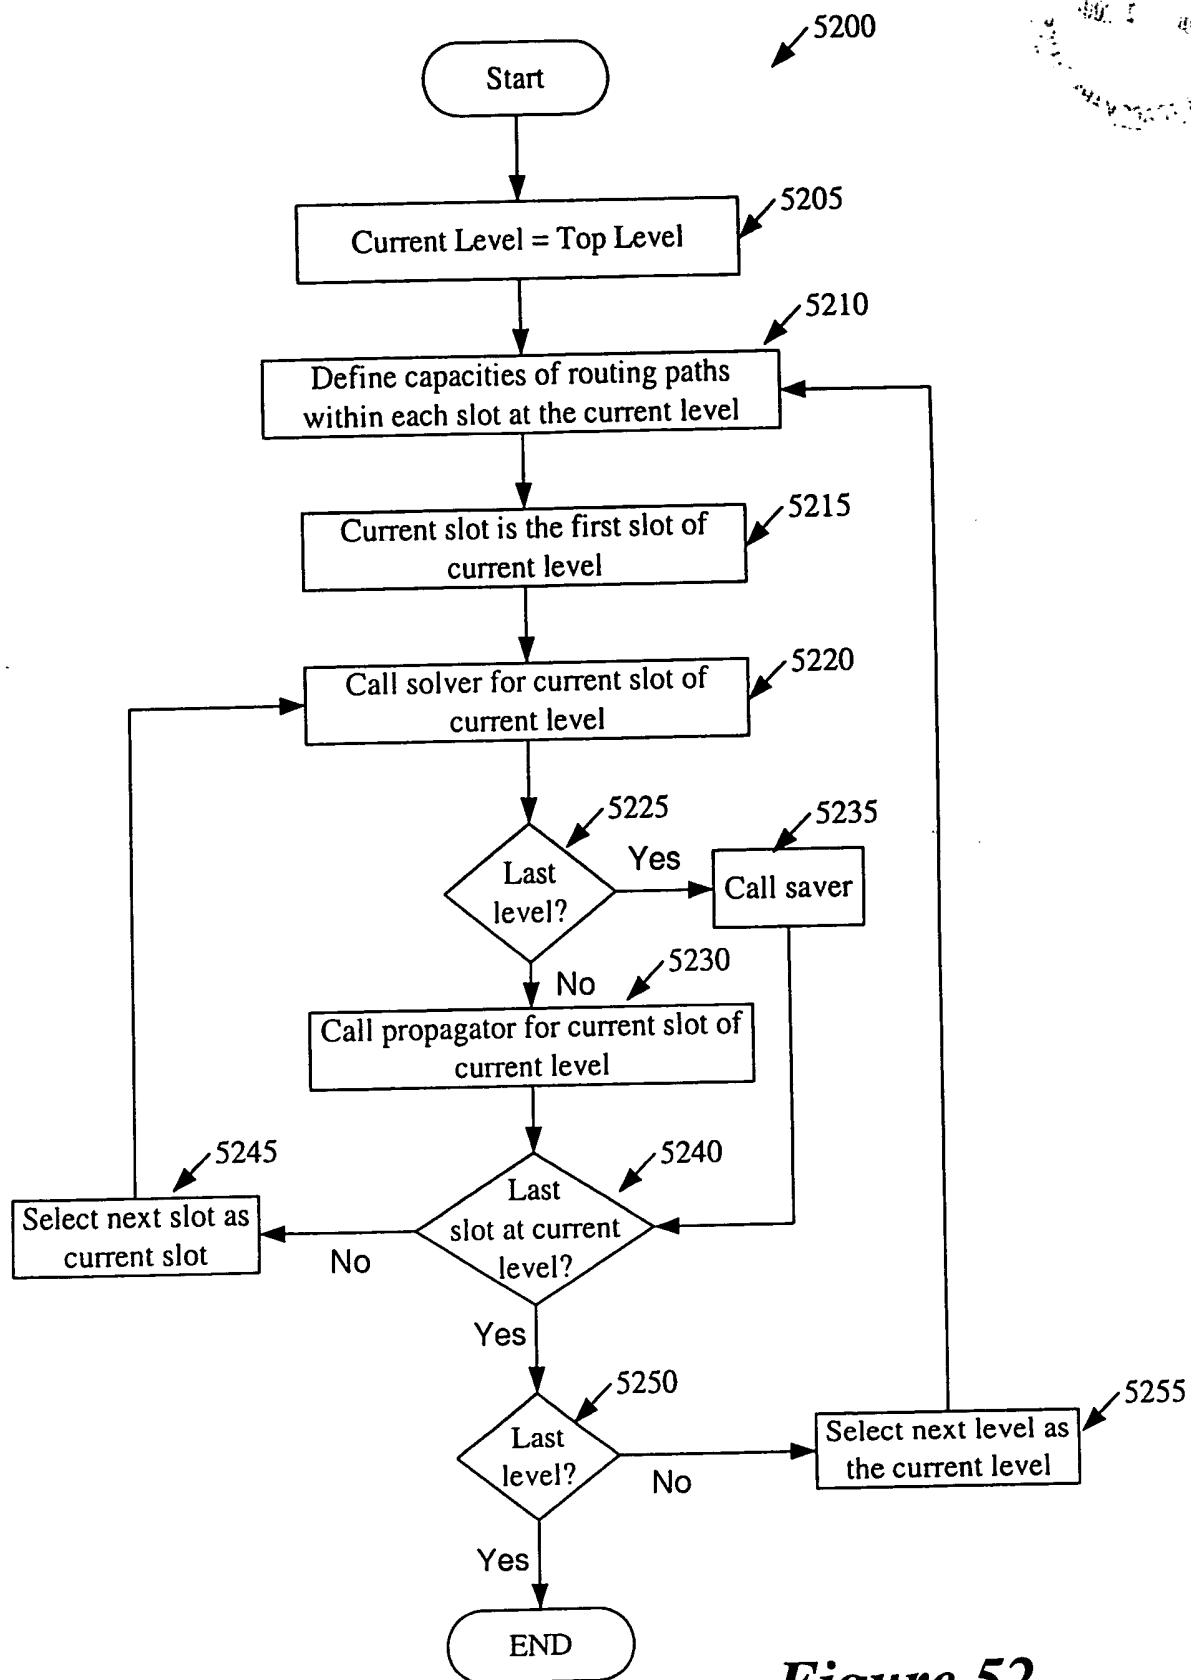 5200
Start
5205
Current Level = Top Level
5210
Define capacities of routing paths
within each slot at the current level
5215
Current slot is the first slot of
current level
5220
Call solver for current slot of
current level
5225
Last
level?
Yes
5235
Call saver
No
5230
Call propagator for current slot of
current level
5245
Select next slot as
current slot
5240
Last
slot at current
level?
No
Yes
5250
Last
level?
No
5255
Select next level as
the current level
Yes
END
Figure 52